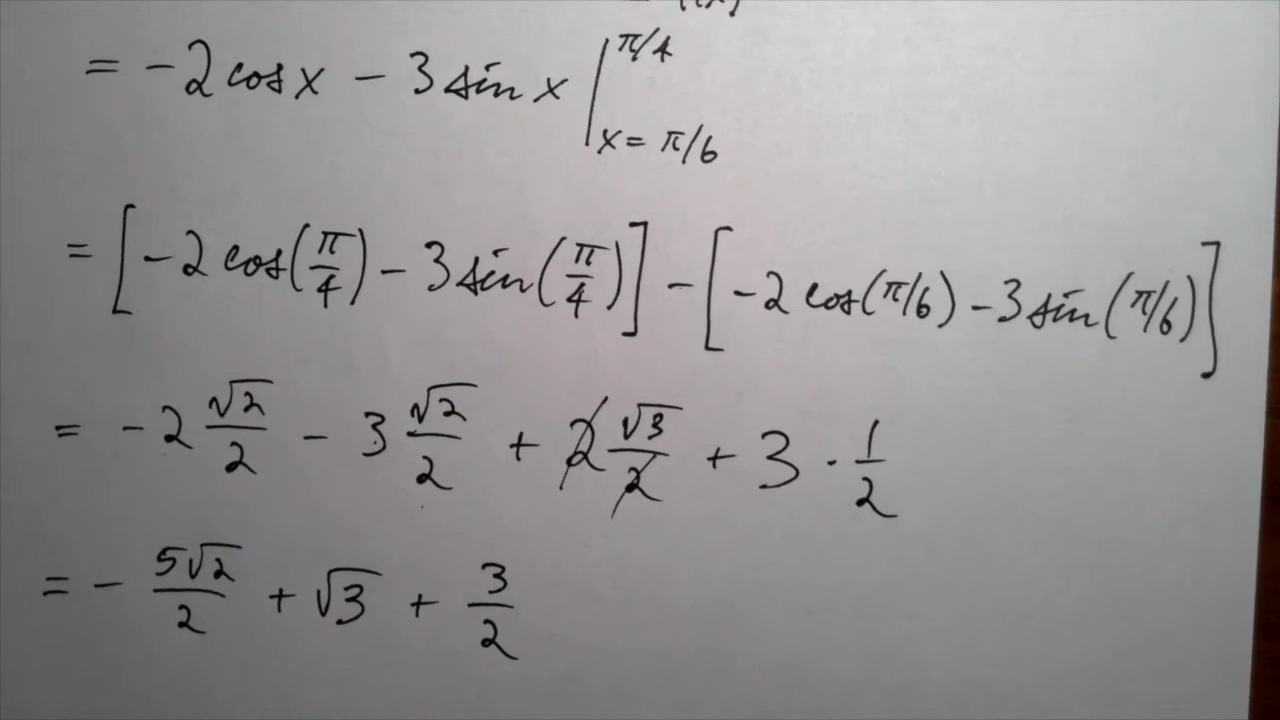 = -2 cos x - 3 sin x |_{x = π/6}^{π/4}
= [-2 cos(π/4) - 3 sin(π/4)] - [-2 cos(π/6) - 3 sin(π/6)]
= -2 √2/2 - 3 √2/2 + 2 √3/2 + 3 · 1/2
= - 5√2/2 + √3 + 3/2